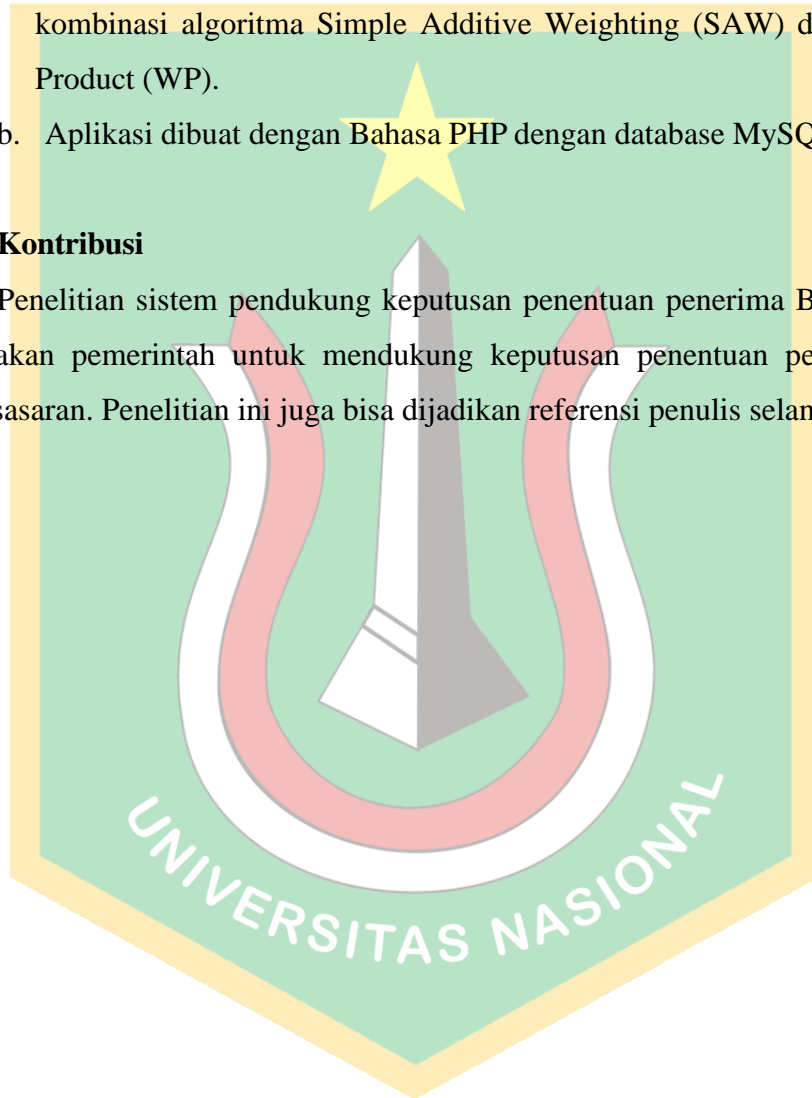 kombinasi algoritma Simple Additive Weighting (SAW) d
Product (WP).
b. Aplikasi dibuat dengan Bahasa PHP dengan database MySQ
Kontribusi
Penelitian sistem pendukung keputusan penentuan penerima B
akan pemerintah untuk mendukung keputusan penentuan pe
sasaran. Penelitian ini juga bisa dijadikan referensi penulis selan
UNIVERSITAS NASIONAL